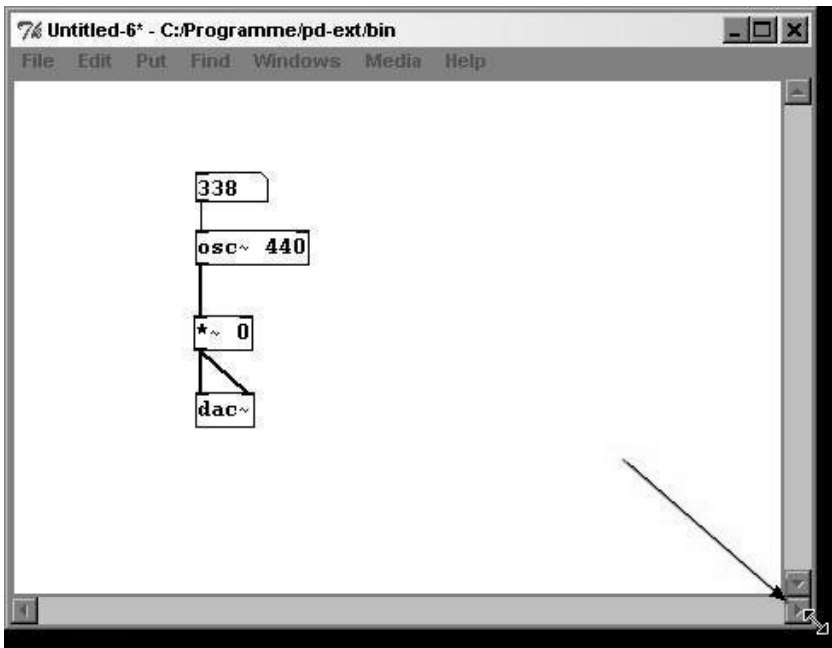 Untitled-6* - C:/Programme/pd-ext/bin
File Edit Put Find Windows Media Help
338
osc~ 440
*~ 0
dac~